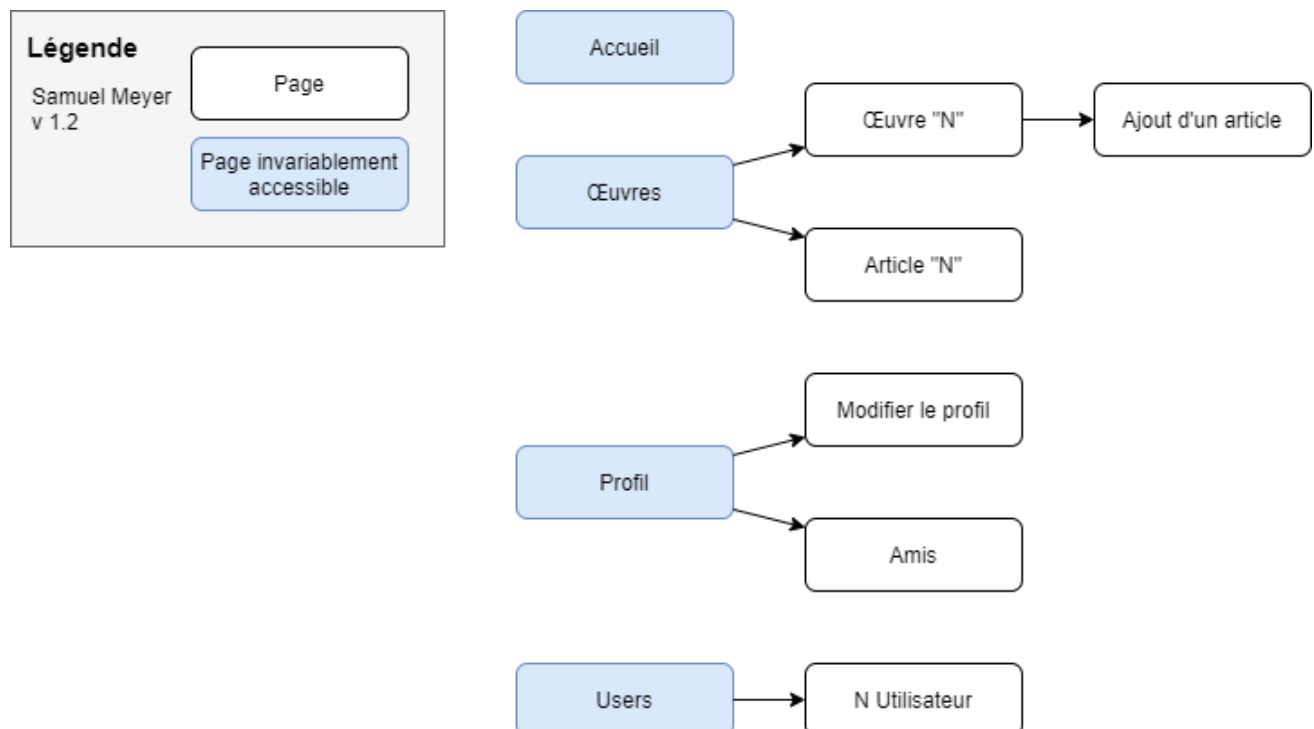 Légende
Samuel Meyer
v 1.2
Page
Page invariablement
accessible
Accueil
Œuvres
Œuvre "N"
Ajout d'un article
Article "N"
Profil
Modifier le profil
Amis
Users
N Utilisateur